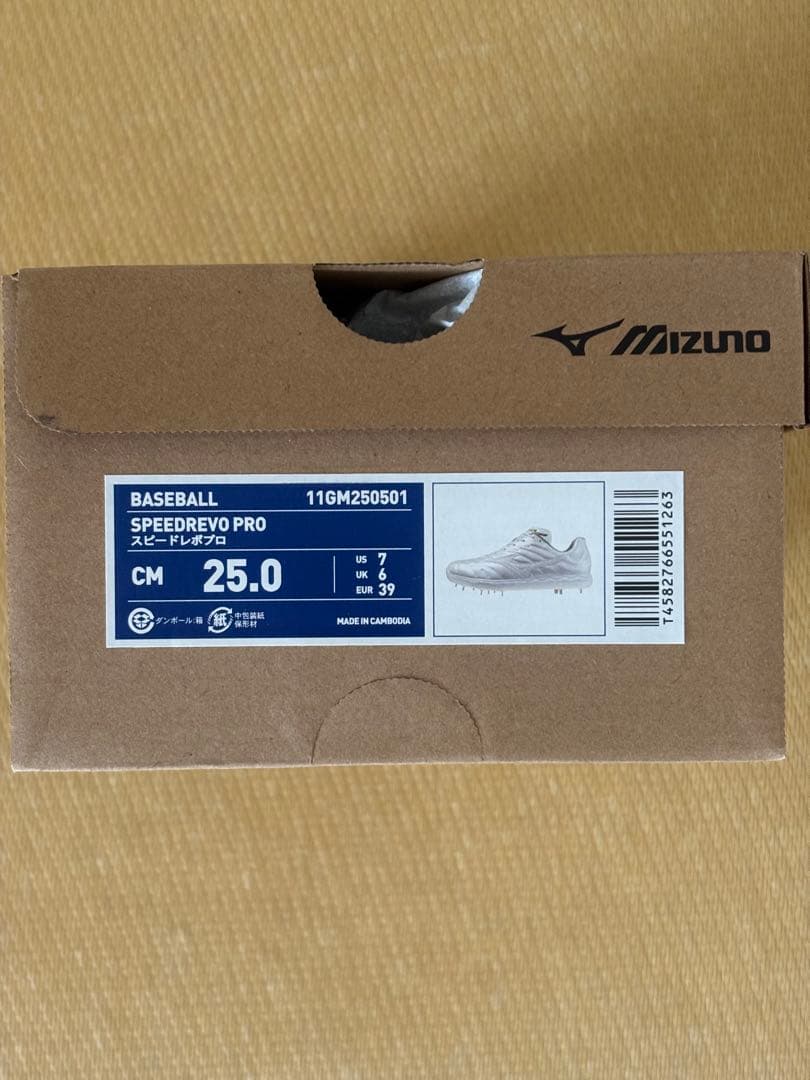 MIZUNO
BASEBALL 11GM250501
SPEEDREVO PRO
スピードレボプロ
CM 25.0
US 7
UK 6
EUR 39
ダンボール:箱
紙 中包装紙
保形材
MADE IN CAMBODIA
T4582766551263